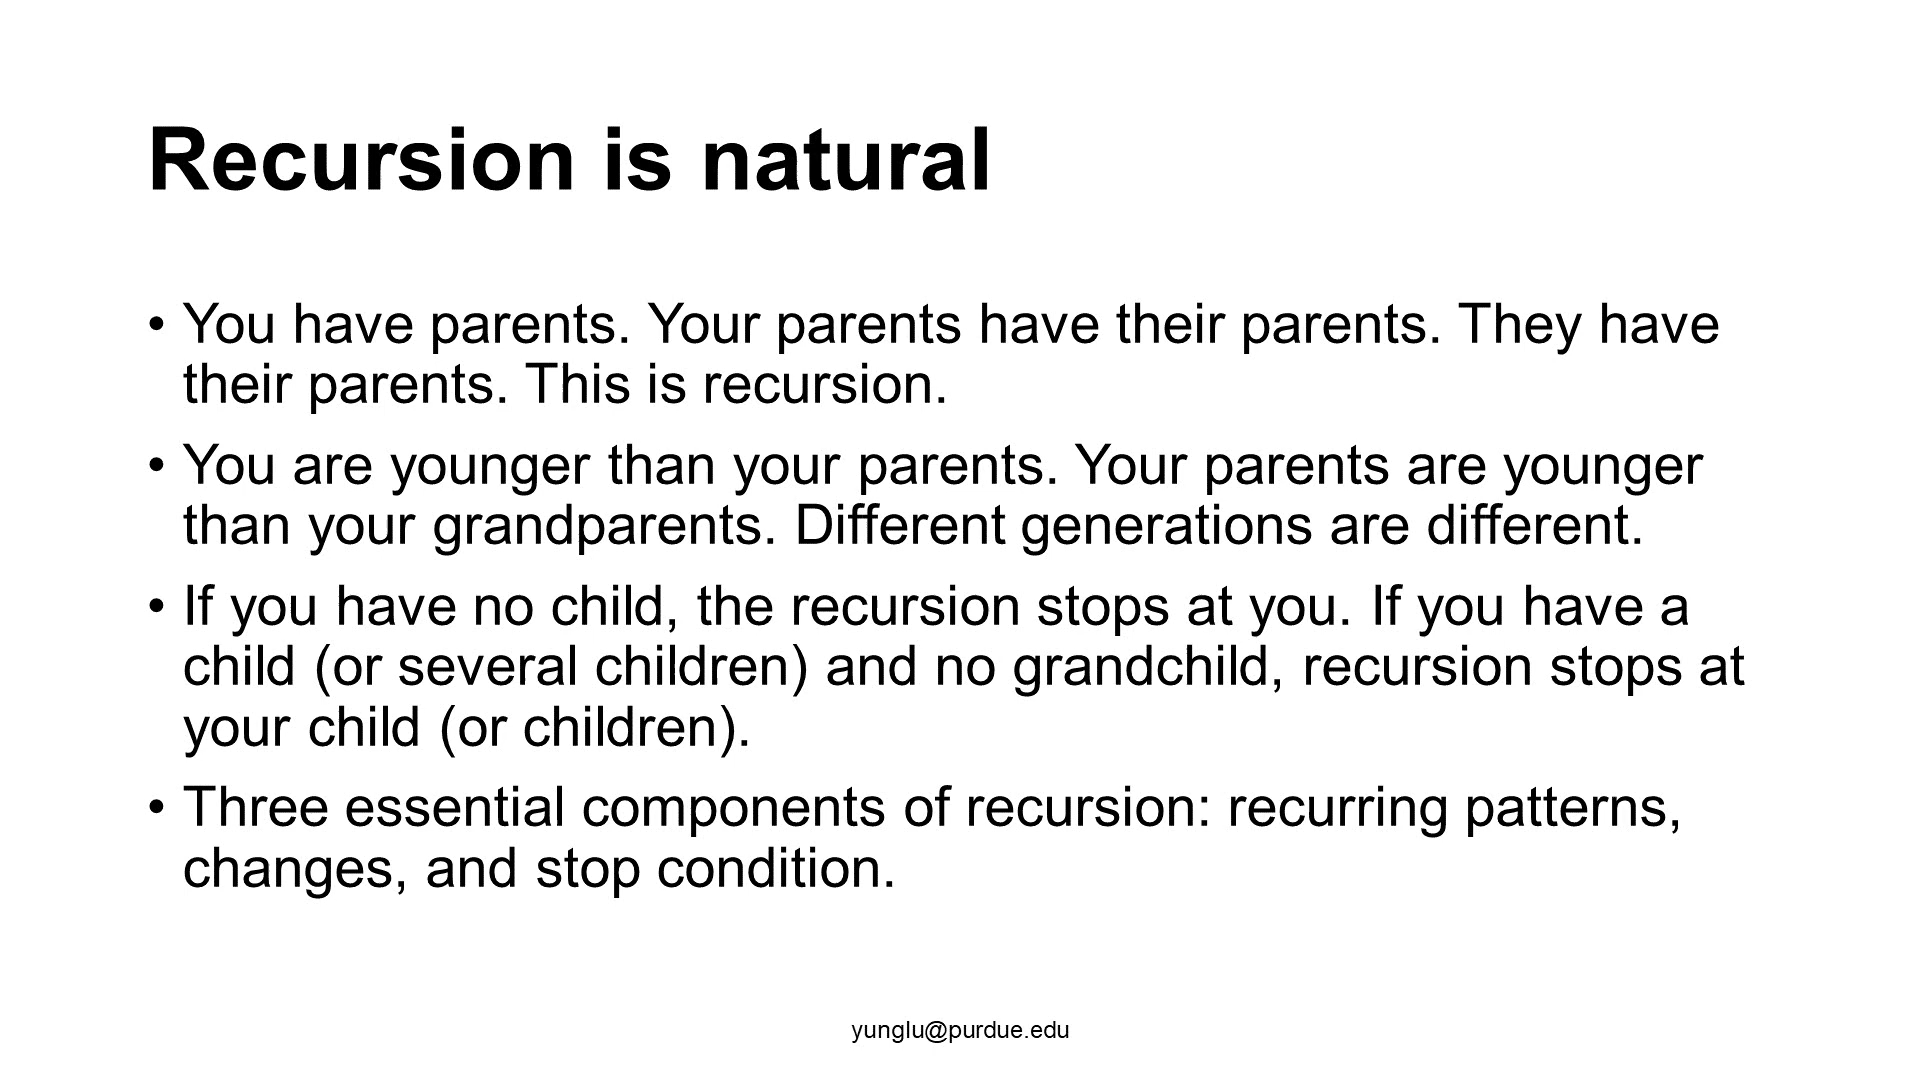 Recursion is natural
• You have parents. Your parents have their parents. They have
their parents. This is recursion.
• You are younger than your parents. Your parents are younger
than your grandparents. Different generations are different.
• If you have no child, the recursion stops at you. If you have a
child (or several children) and no grandchild, recursion stops at
your child (or children).
• Three essential components of recursion: recurring patterns,
changes, and stop condition.
yunglu@purdue.edu